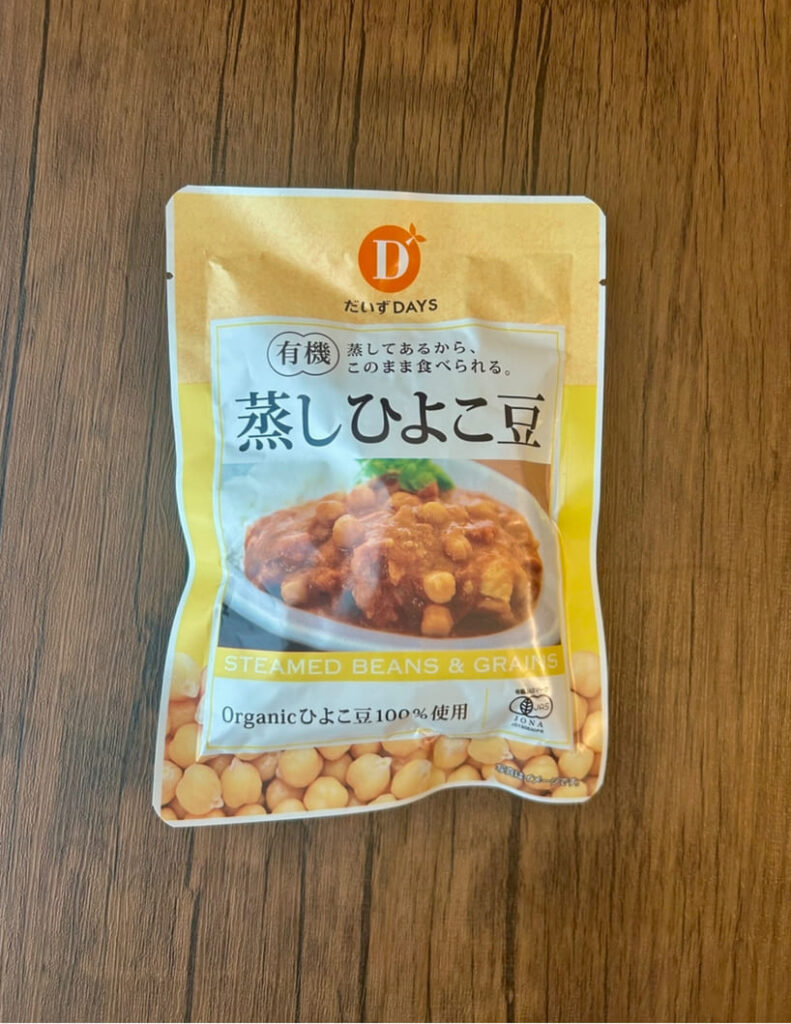 D
だいずDAYS
有機
蒸してあるから、
このまま食べられる。
蒸しひよこ豆
STEAMED BEANS & GRAINS
Organicひよこ豆100%使用
JAS
JONA